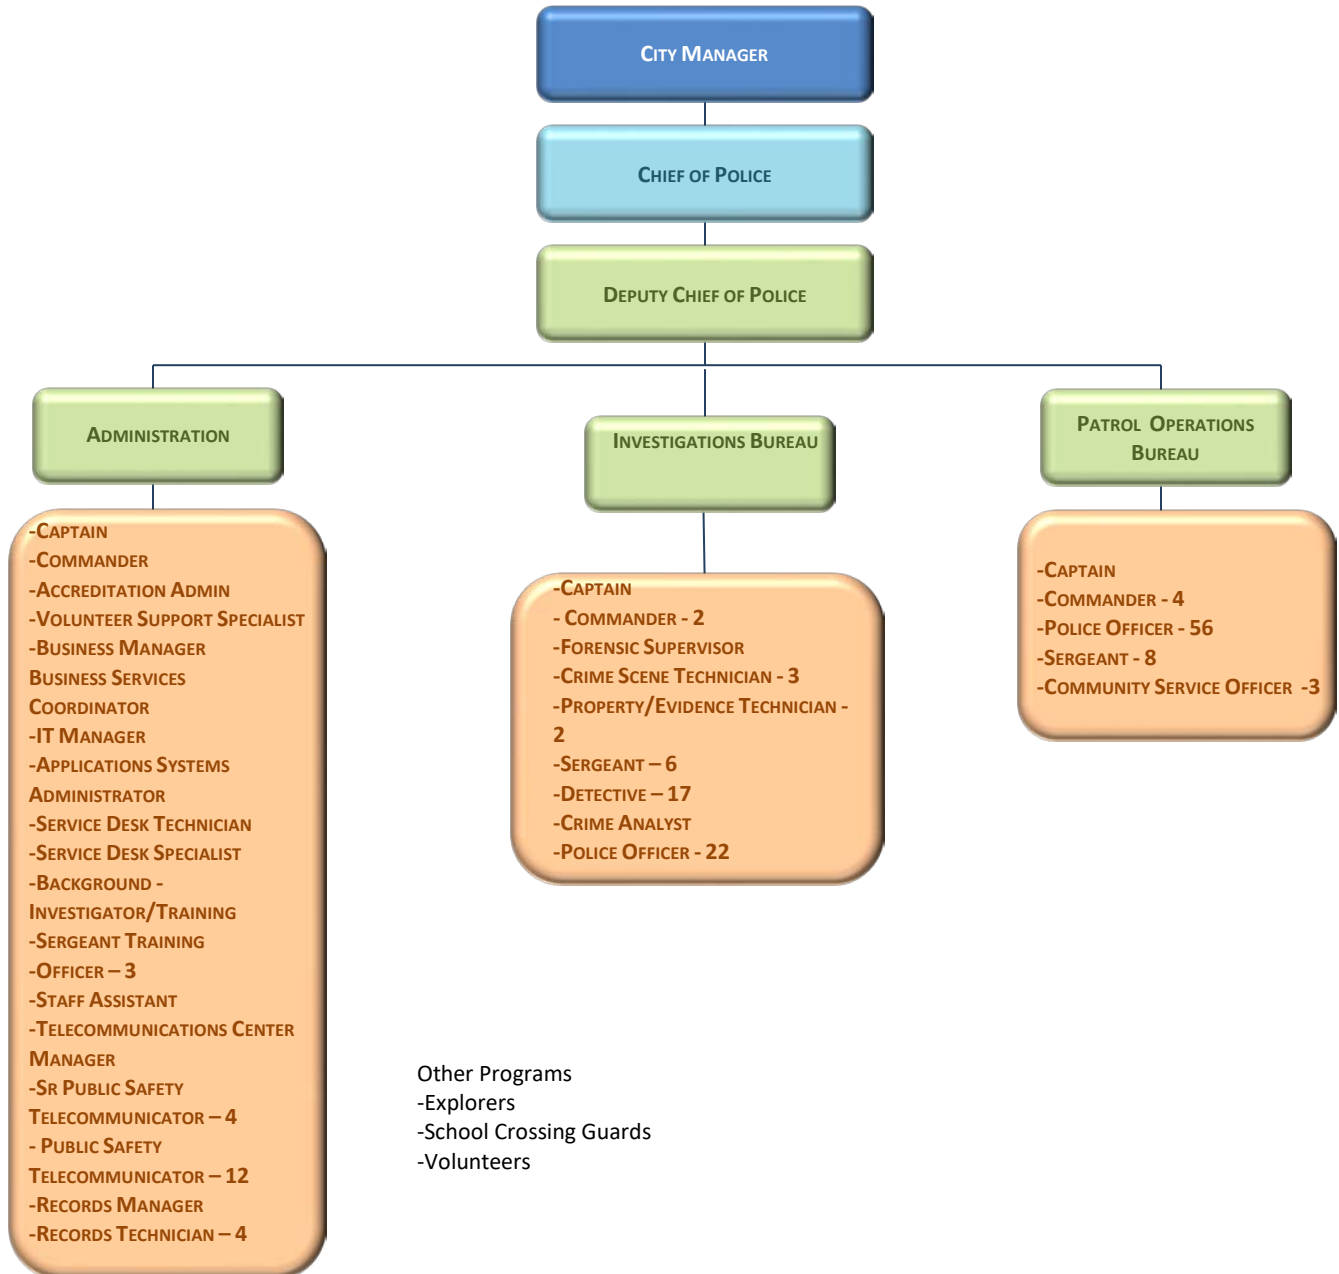 CITY MANAGER
CHIEF OF POLICE
DEPUTY CHIEF OF POLICE
ADMINISTRATION
-CAPTAIN
-COMMANDER
-ACCREDITATION ADMIN
-VOLUNTEER SUPPORT SPECIALIST
-BUSINESS MANAGER
BUSINESS SERVICES
COORDINATOR
-IT MANAGER
-APPLICATIONS SYSTEMS
ADMINISTRATOR
-SERVICE DESK TECHNICIAN
-SERVICE DESK SPECIALIST
-BACKGROUND -
INVESTIGATOR/TRAINING
-SERGEANT TRAINING
-OFFICER – 3
-STAFF ASSISTANT
-TELECOMMUNICATIONS CENTER
MANAGER
-SR PUBLIC SAFETY
TELECOMMUNICATOR – 4
- PUBLIC SAFETY
TELECOMMUNICATOR – 12
-RECORDS MANAGER
-RECORDS TECHNICIAN – 4
INVESTIGATIONS BUREAU
-CAPTAIN
- COMMANDER - 2
-FORENSIC SUPERVISOR
-CRIME SCENE TECHNICIAN - 3
-PROPERTY/EVIDENCE TECHNICIAN -
2
-SERGEANT – 6
-DETECTIVE – 17
-CRIME ANALYST
-POLICE OFFICER - 22
PATROL OPERATIONS
BUREAU
-CAPTAIN
-COMMANDER - 4
-POLICE OFFICER - 56
-SERGEANT - 8
-COMMUNITY SERVICE OFFICER -3
Other Programs
-Explorers
-School Crossing Guards
-Volunteers